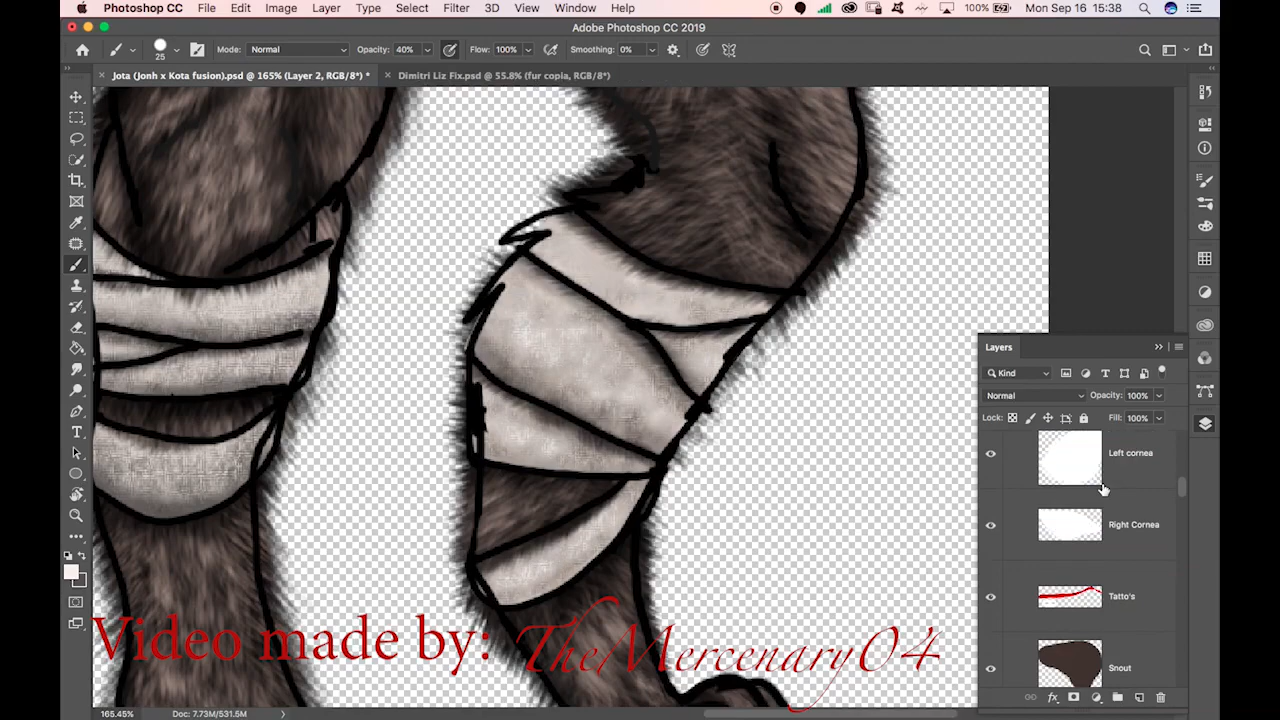 Photoshop CC File Edit Image Layer Type Select Filter 3D View Window Help 100% Mon Sep 16 15:38
Adobe Photoshop CC 2019
25 Mode: Normal Opacity: 40% Flow: 100% Smoothing: 0%
Jota (Jonh x Kota fusion).psd @ 165% (Layer 2, RGB/8*) * Dimitri Liz Fix.psd @ 55.8% (fur copia, RGB/8*)
Layers
Kind
Normal Opacity: 100%
Lock: Fill: 100%
Left cornea
Right Cornea
Tatto's
Snout
Video made by: TheMercenary04
165.45% Doc: 7.73M/531.5M